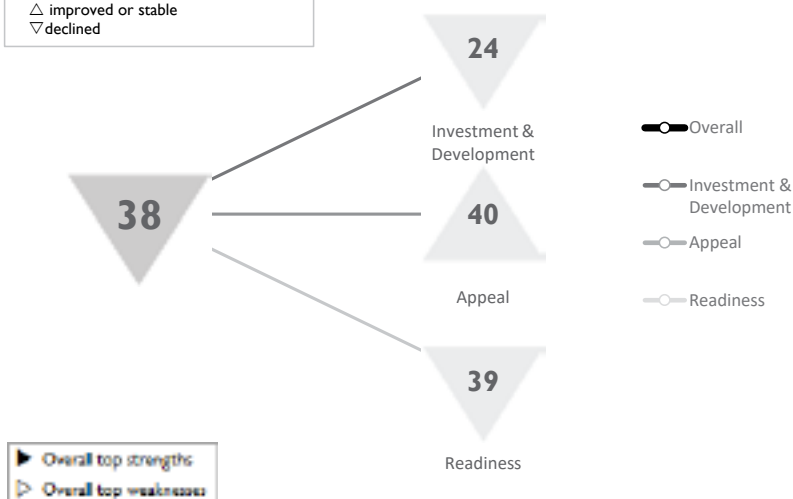 △ improved or stable
▽ declined
24
Investment &
Development
38
40
Appeal
39
Readiness
Overall
Investment &
Development
Appeal
Readiness
▶ Overall top strengths
▷ Overall top weaknesses